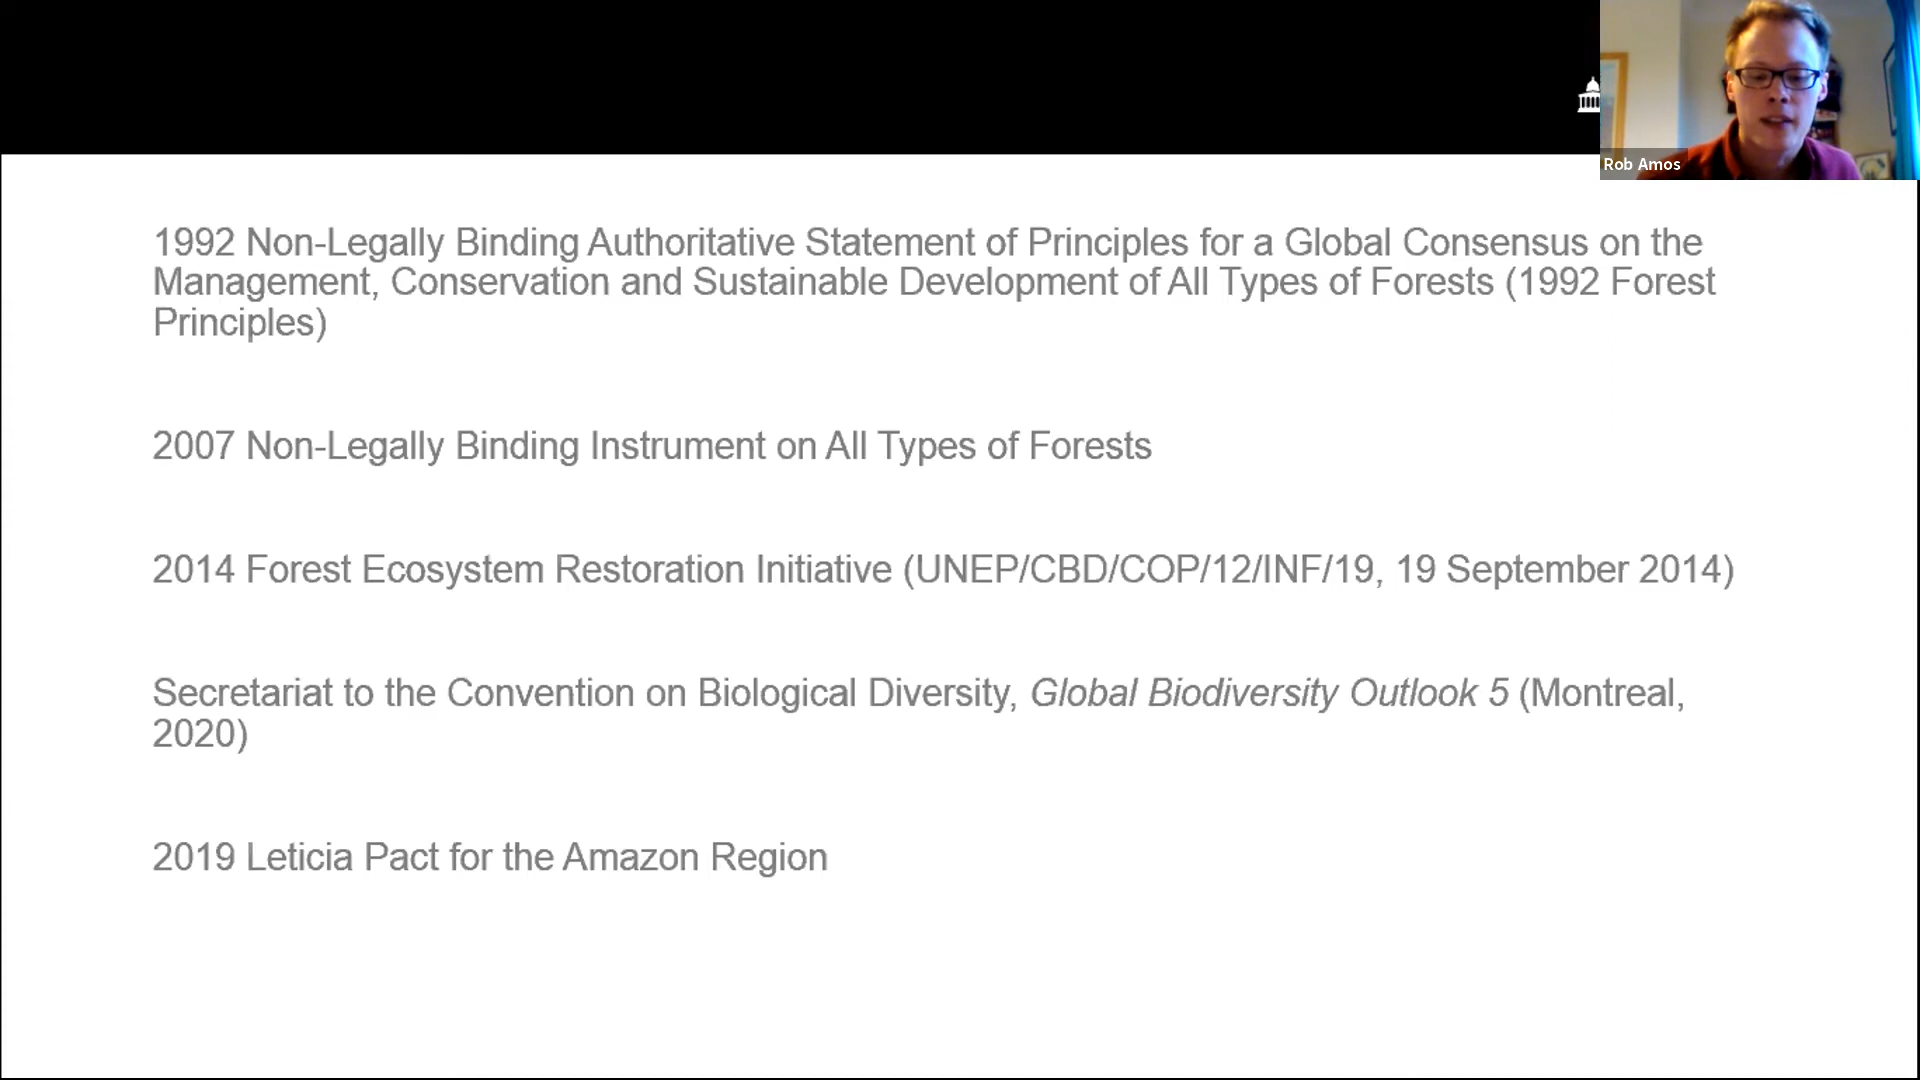 Rob Amos
1992 Non-Legally Binding Authoritative Statement of Principles for a Global Consensus on the
Management, Conservation and Sustainable Development of All Types of Forests (1992 Forest
Principles)
2007 Non-Legally Binding Instrument on All Types of Forests
2014 Forest Ecosystem Restoration Initiative (UNEP/CBD/COP/12/INF/19, 19 September 2014)
Secretariat to the Convention on Biological Diversity, Global Biodiversity Outlook 5 (Montreal,
2020)
2019 Leticia Pact for the Amazon Region